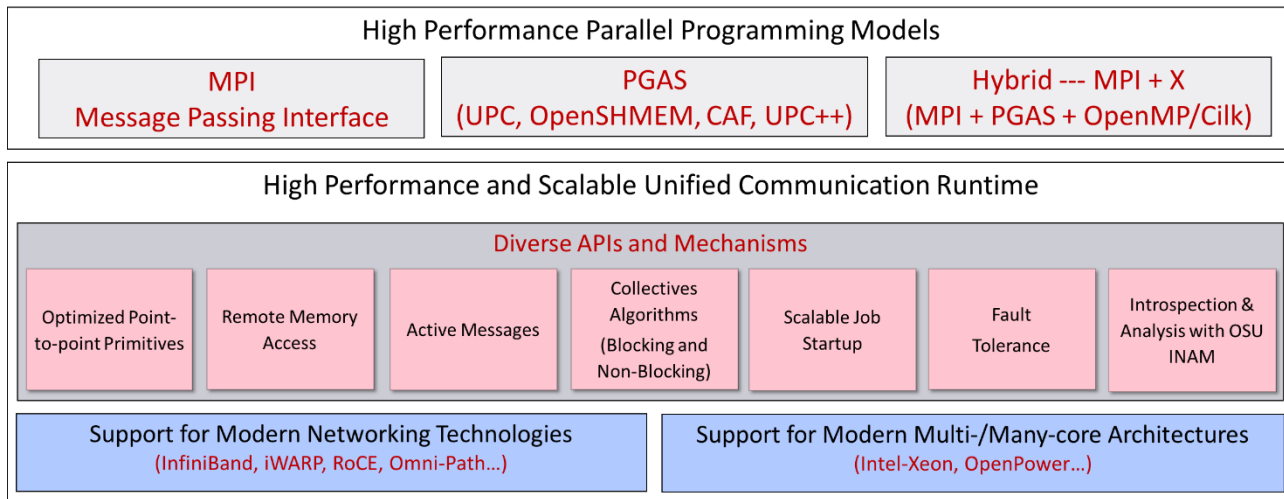 High Performance Parallel Programming Models
MPI
Message Passing Interface
PGAS
(UPC, OpenSHMEM, CAF, UPC++)
Hybrid --- MPI + X
(MPI + PGAS + OpenMP/Cilk)
High Performance and Scalable Unified Communication Runtime
Diverse APIs and Mechanisms
Optimized Point-
to-point Primitives
Remote Memory
Access
Active Messages
Collectives
Algorithms
(Blocking and
Non-Blocking)
Scalable Job
Startup
Fault
Tolerance
Introspection &
Analysis with OSU
INAM
Support for Modern Networking Technologies
(InfiniBand, iWARP, RoCE, Omni-Path...)
Support for Modern Multi-/Many-core Architectures
(Intel-Xeon, OpenPower...)